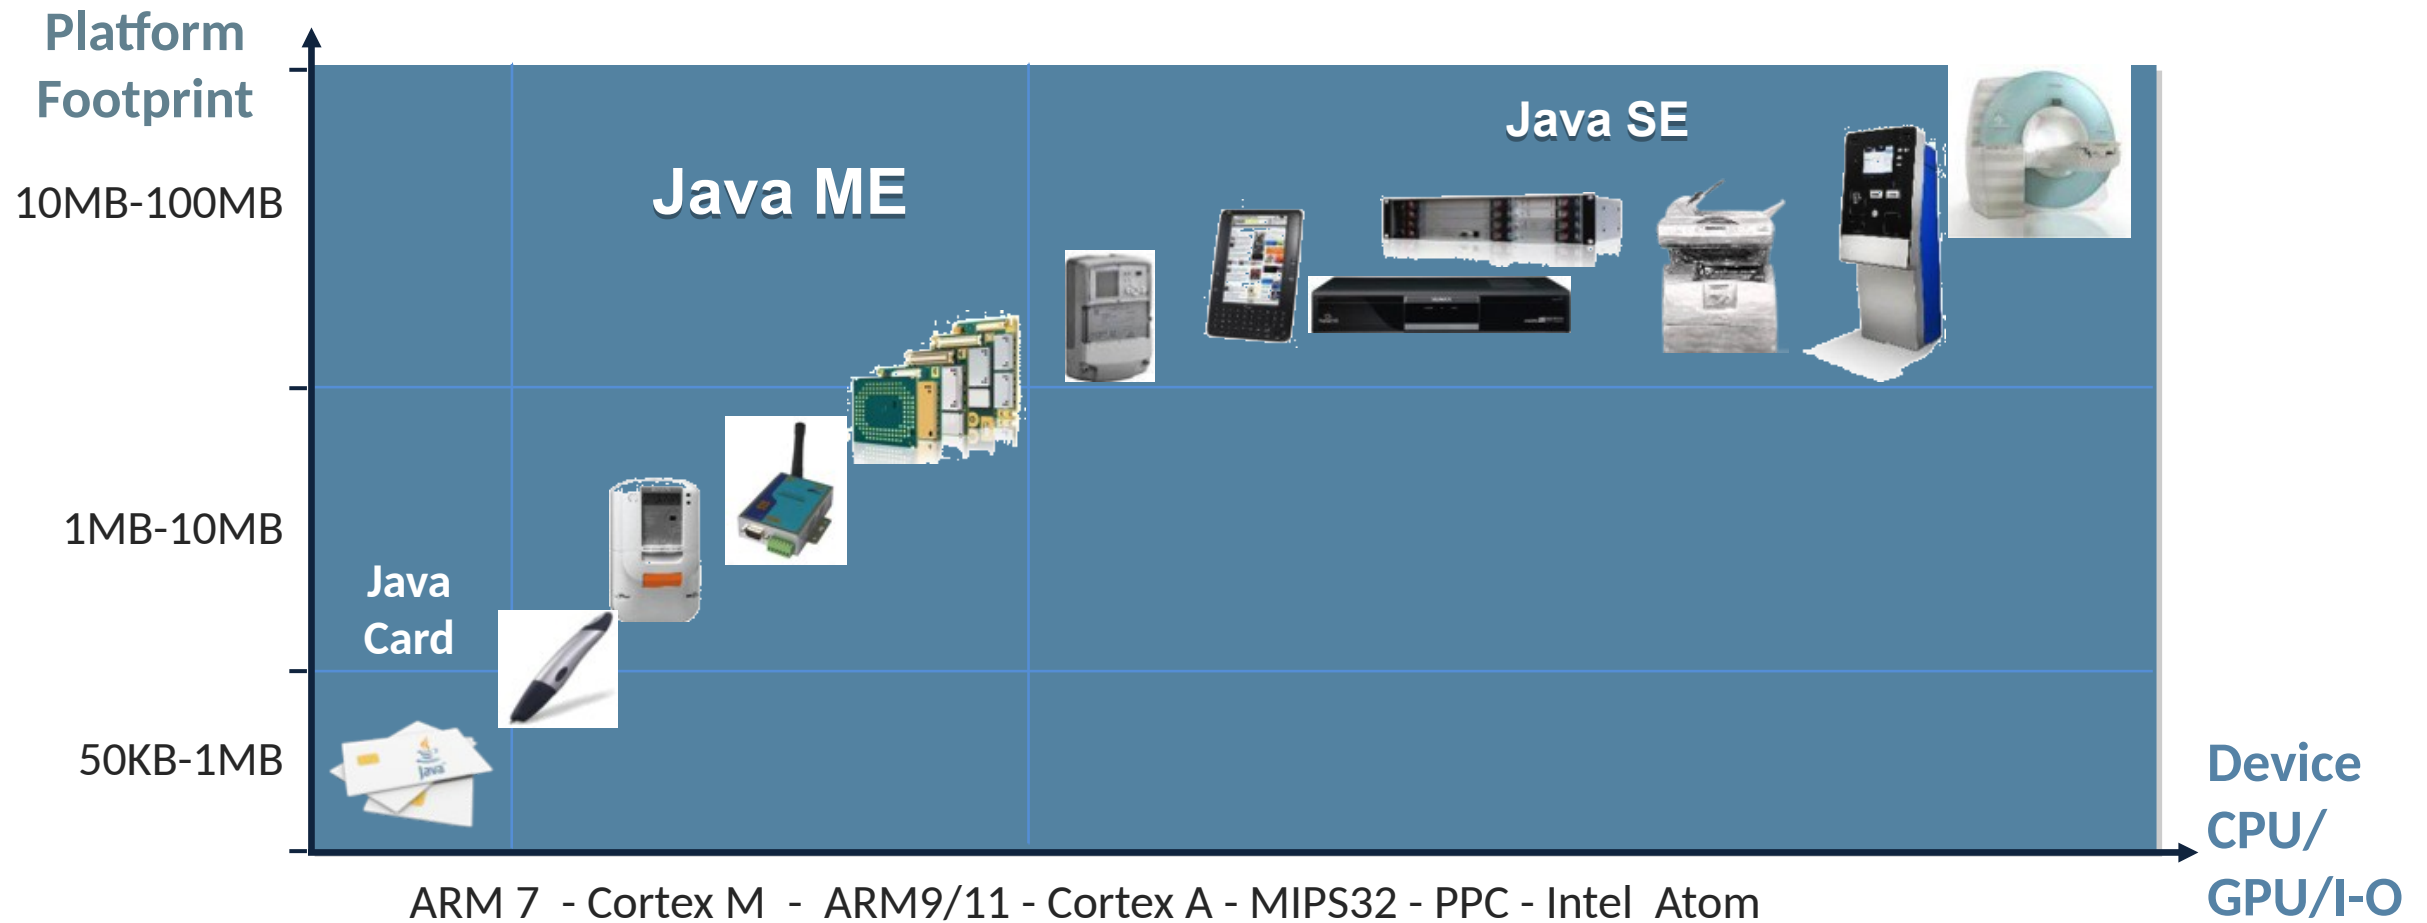 Platform
Footprint
10MB-100MB
1MB-10MB
50KB-1MB
Java ME
Java SE
Java
Card
Java
Device
CPU/
GPU/I-O
ARM 7 - Cortex M - ARM9/11 - Cortex A - MIPS32 - PPC - Intel Atom